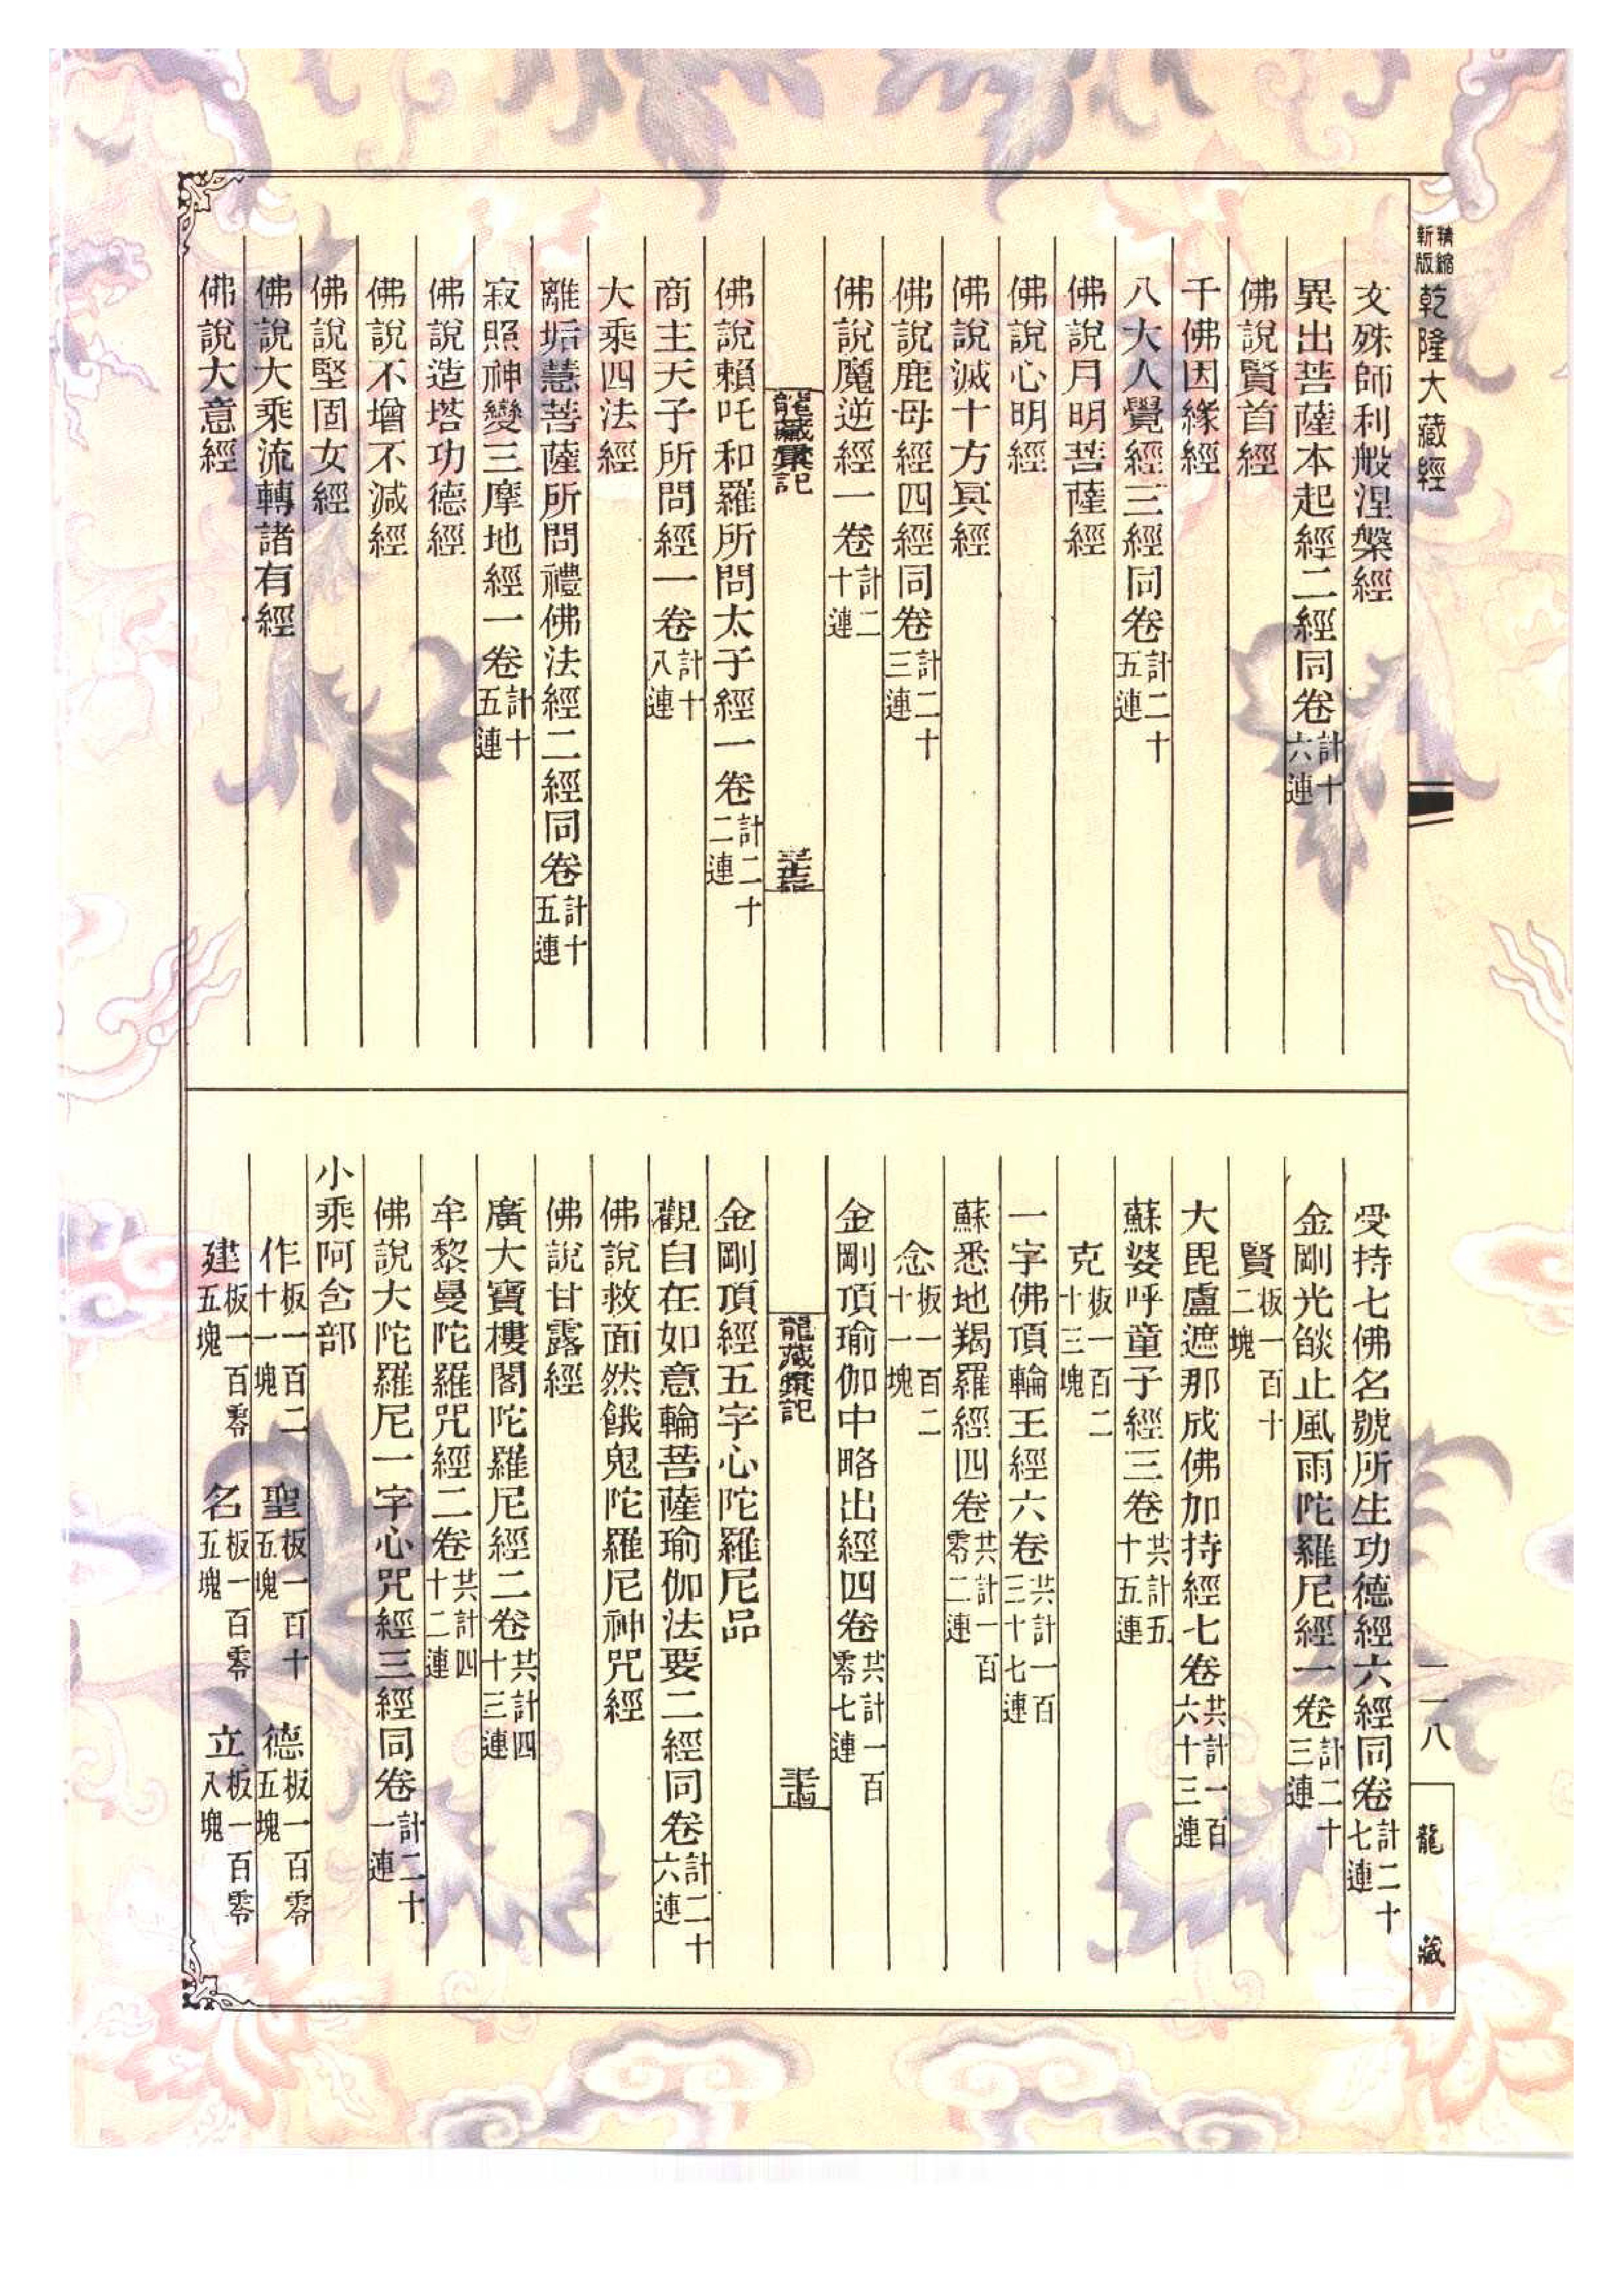 精縮新版
乾隆大藏經
一一八
龍藏
文殊師利般涅槃經
異出菩薩本起經二經同卷計十六連
佛說賢首經
千佛因緣經
八大人覺經三經同卷計二十五連
佛說月明菩薩經
佛說心明經
佛說滅十方冥經
佛說鹿母經四經同卷計二十三連
佛說魔逆經一卷計二十連
龍藏彙記
佛說賴吒和羅所問太子經一卷計二十二連
商主天子所問經一卷計十八連
大乘四法經
離垢慧菩薩所問禮佛法經二經同卷計十五連
寂照神變三摩地經一卷計十五連
佛說造塔功德經
佛說不增不減經
佛說堅固女經
佛說大乘流轉諸有經
佛說大意經
受持七佛名號所生功德經六經同卷計二十七連
金剛光燄止風雨陀羅尼經一卷計二十三連
賢板一百十二塊
大毘盧遮那成佛加持經七卷共計一百六十三連
蘇婆呼童子經三卷共計五十五連
克板一百二十三塊
一字佛頂輪王經六卷共計一百三十七連
蘇悉地羯羅經四卷共計一百零二連
念板一百二十一塊
金剛頂瑜伽中略出經四卷共計一百零七連
龍藏彙記
金剛頂經五字心陀羅尼品
觀自在如意輪菩薩瑜伽法要二經同卷計二十六連
佛說救面然餓鬼陀羅尼神咒經
佛說甘露經
廣大寶樓閣陀羅尼經二卷共計四十三連
牟黎曼陀羅咒經二卷共計四十二連
佛說大陀羅尼一字心咒經三經同卷計二十一連
小乘阿含部
作板一百二十一塊 聖板一百十五塊 德板一百零五塊
建板一百零五塊 名板一百零五塊 立板一百零八塊